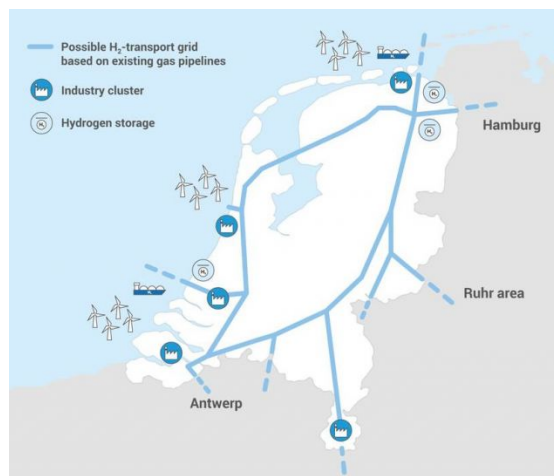 Possible H₂-transport grid
based on existing gas pipelines
Industry cluster
Hydrogen storage
Hamburg
Ruhr area
Antwerp